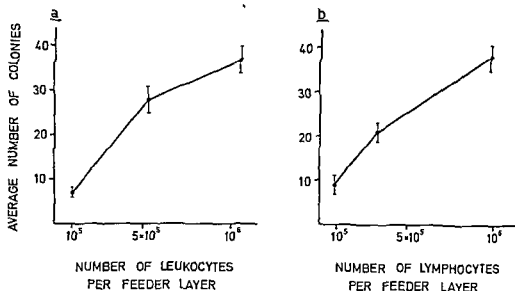 a
AVERAGE NUMBER OF COLONIES
40
30
20
10
10⁵
5×10⁵
10⁶
NUMBER OF LEUKOCYTES
PER FEEDER LAYER
b
40
30
20
10
10⁵
5×10⁵
10⁶
NUMBER OF LYMPHOCYTES
PER FEEDER LAYER